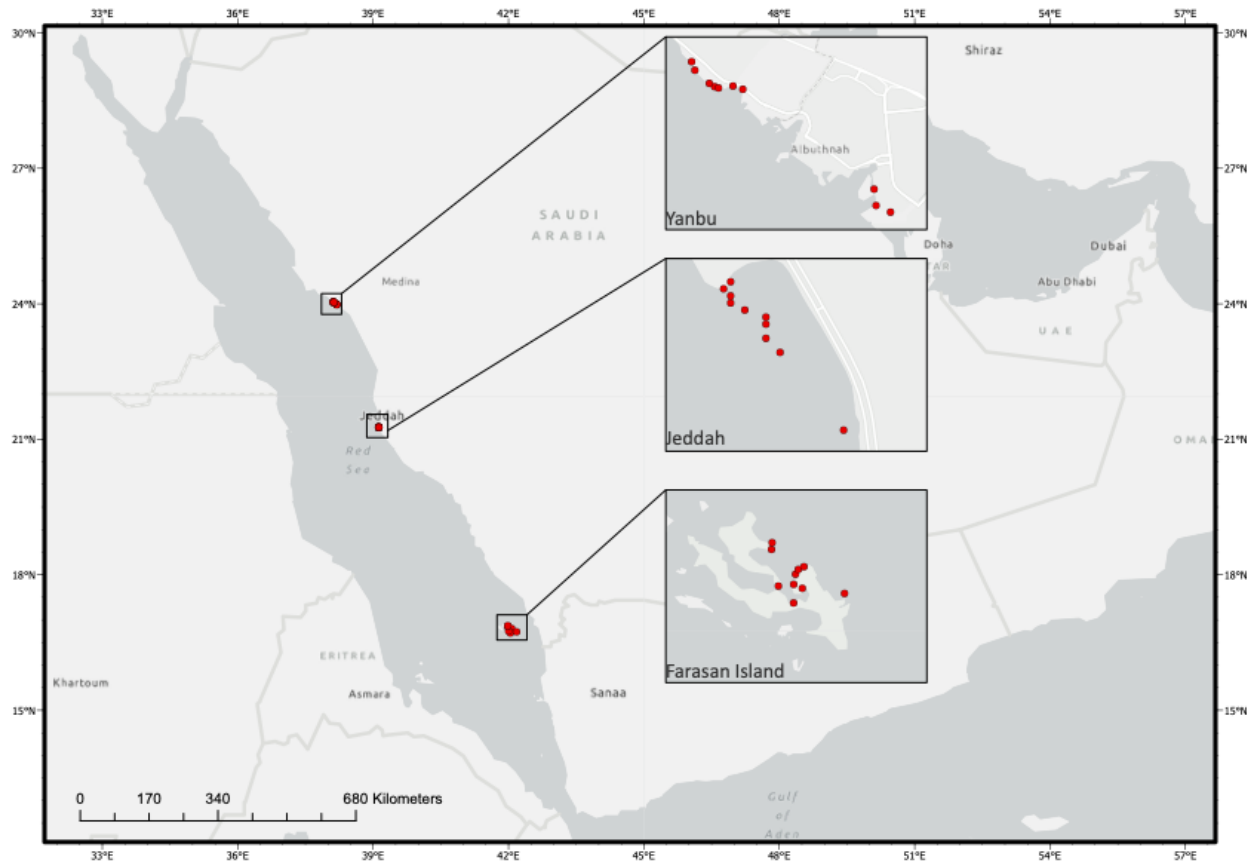 33°E 36°E 39°E 42°E 45°E 48°E 51°E 54°E 57°E
30°N 30°N
Shiraz
27°N 27°N
Albuthnah
SAUDI
ARABIA
Yanbu
Doha
Dubai
TAR
Medina
Abu Dhabi
24°N 24°N
UAE
Jeddah
Jeddah
21°N 21°N
OMA
Red
Sea
18°N 18°N
ERITREA
Farasan Island
Khartoum
Asmara
Sanaa
15°N 15°N
0 170 340 680 Kilometers
Gulf
of
Aden
33°E 36°E 39°E 42°E 45°E 48°E 51°E 54°E 57°E